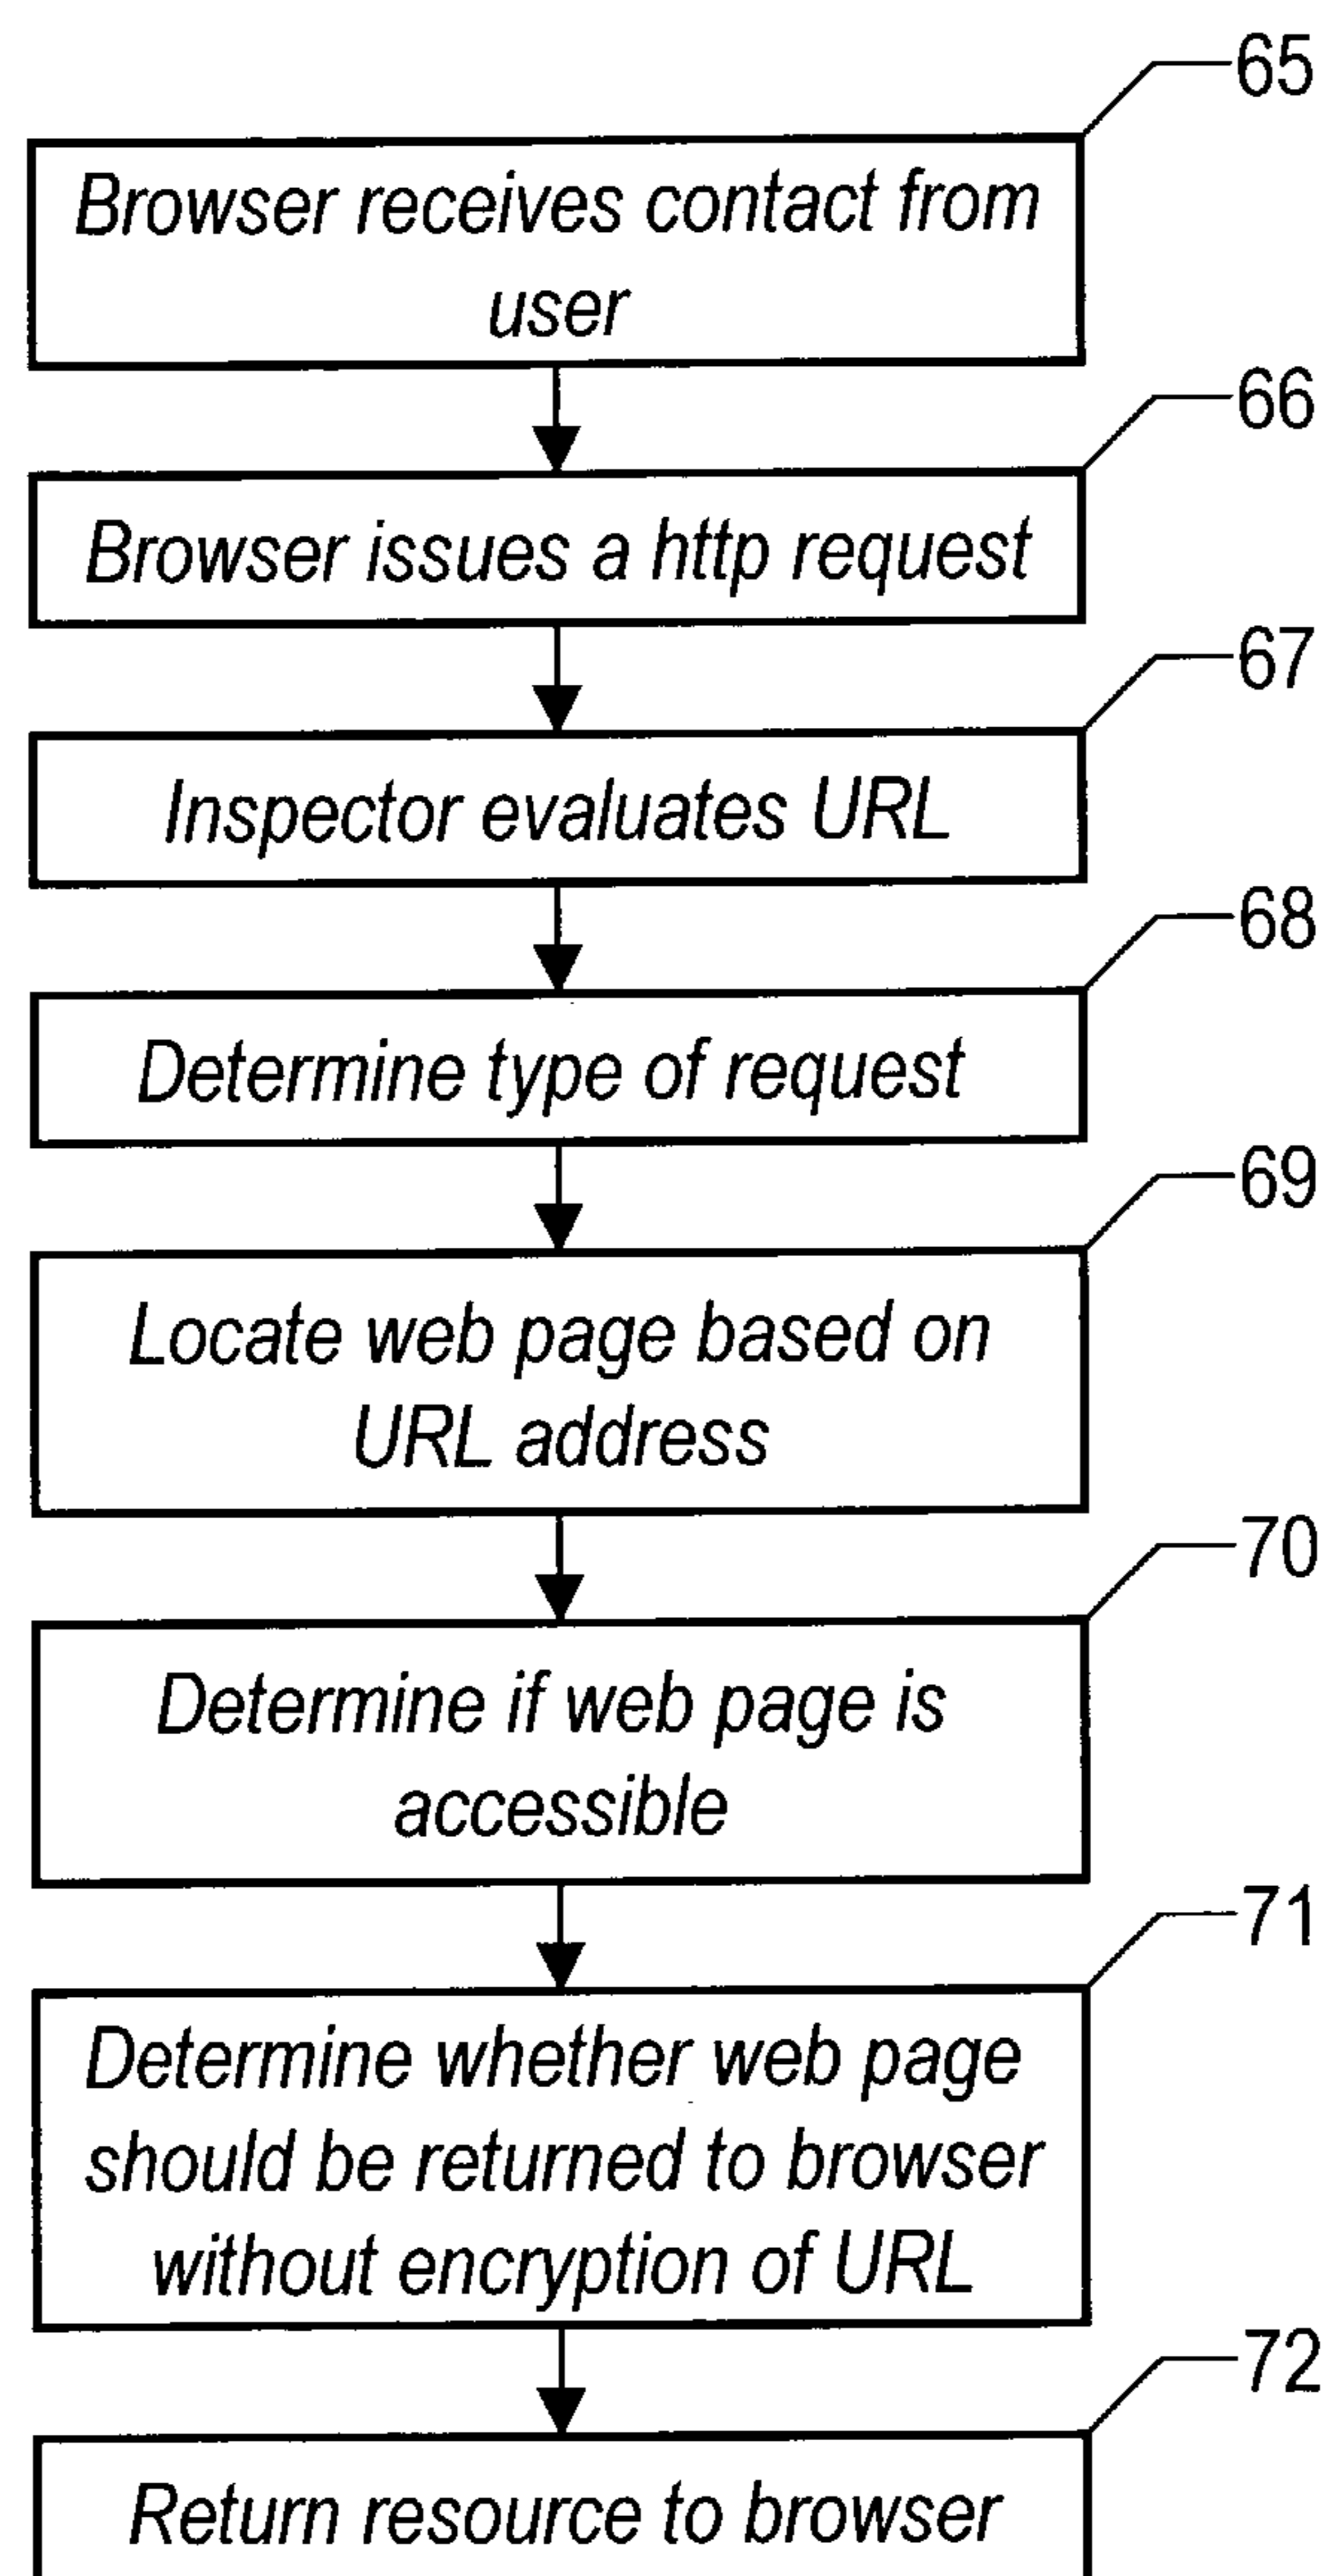 65
Browser receives contact from
user
66
Browser issues a http request
67
Inspector evaluates URL
68
Determine type of request
69
Locate web page based on
URL address
70
Determine if web page is
accessible
71
Determine whether web page
should be returned to browser
without encryption of URL
72
Return resource to browser